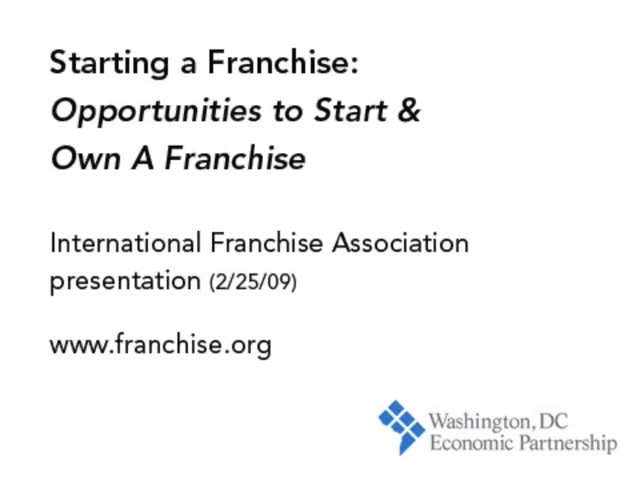 Starting a Franchise:
Opportunities to Start &
Own A Franchise
International Franchise Association
presentation (2/25/09)
www.franchise.org
Washington, DC
Economic Partnership